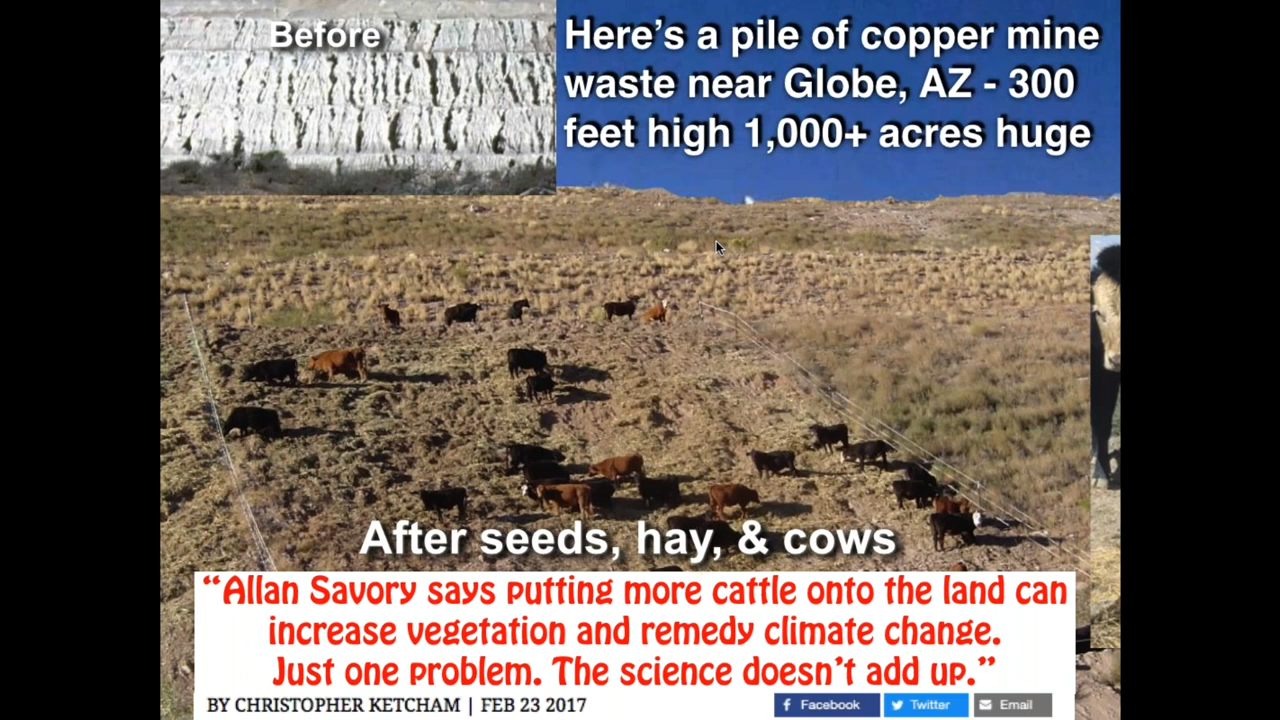 Before
Here’s a pile of copper mine
waste near Globe, AZ - 300
feet high 1,000+ acres huge
After seeds, hay, & cows
“Allan Savory says putting more cattle onto the land can
increase vegetation and remedy climate change.
Just one problem. The science doesn’t add up.”
BY CHRISTOPHER KETCHAM | FEB 23 2017
Facebook Twitter Email